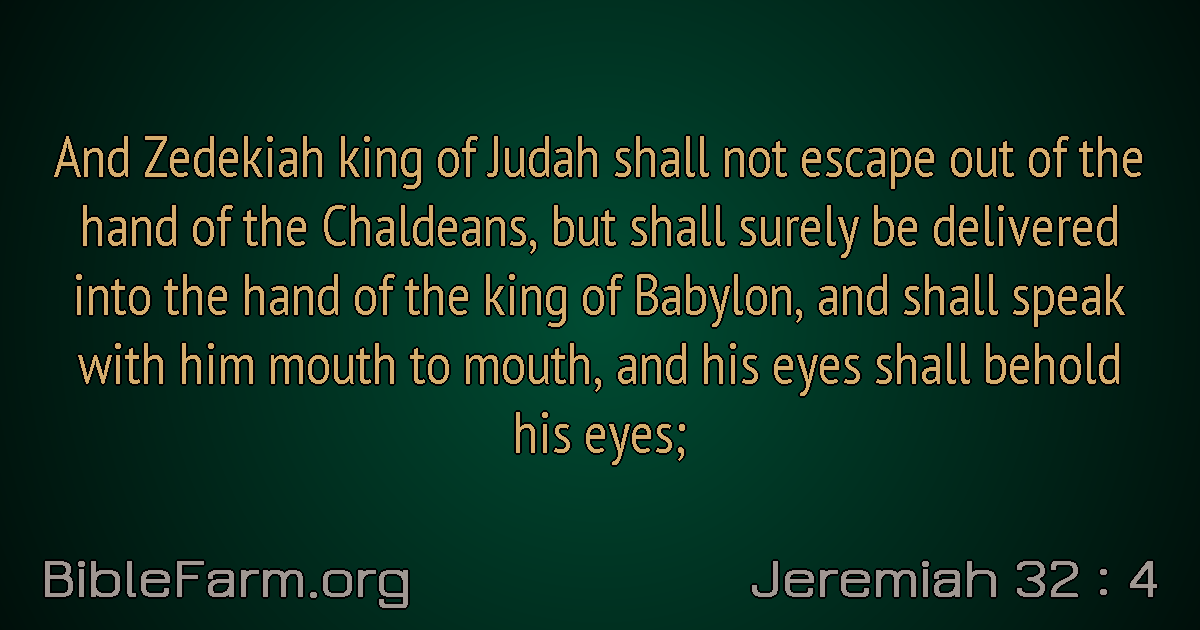 And Zedekiah king of Judah shall not escape out of the
hand of the Chaldeans, but shall surely be delivered
into the hand of the king of Babylon, and shall speak
with him mouth to mouth, and his eyes shall behold
his eyes;
BibleFarm.org
Jeremiah 32 : 4